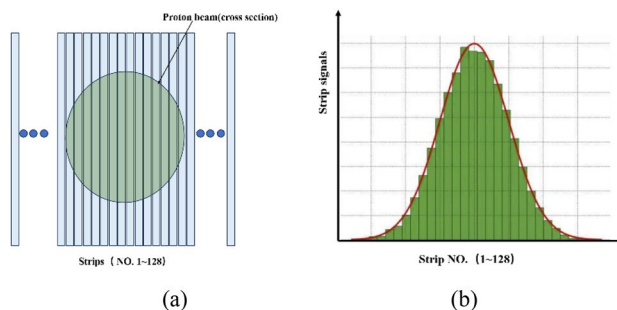 Proton beam(cross section)
Strips（ NO. 1~128）
(a)
b)
Strip signals
Strip NO.（1~128）
(b)